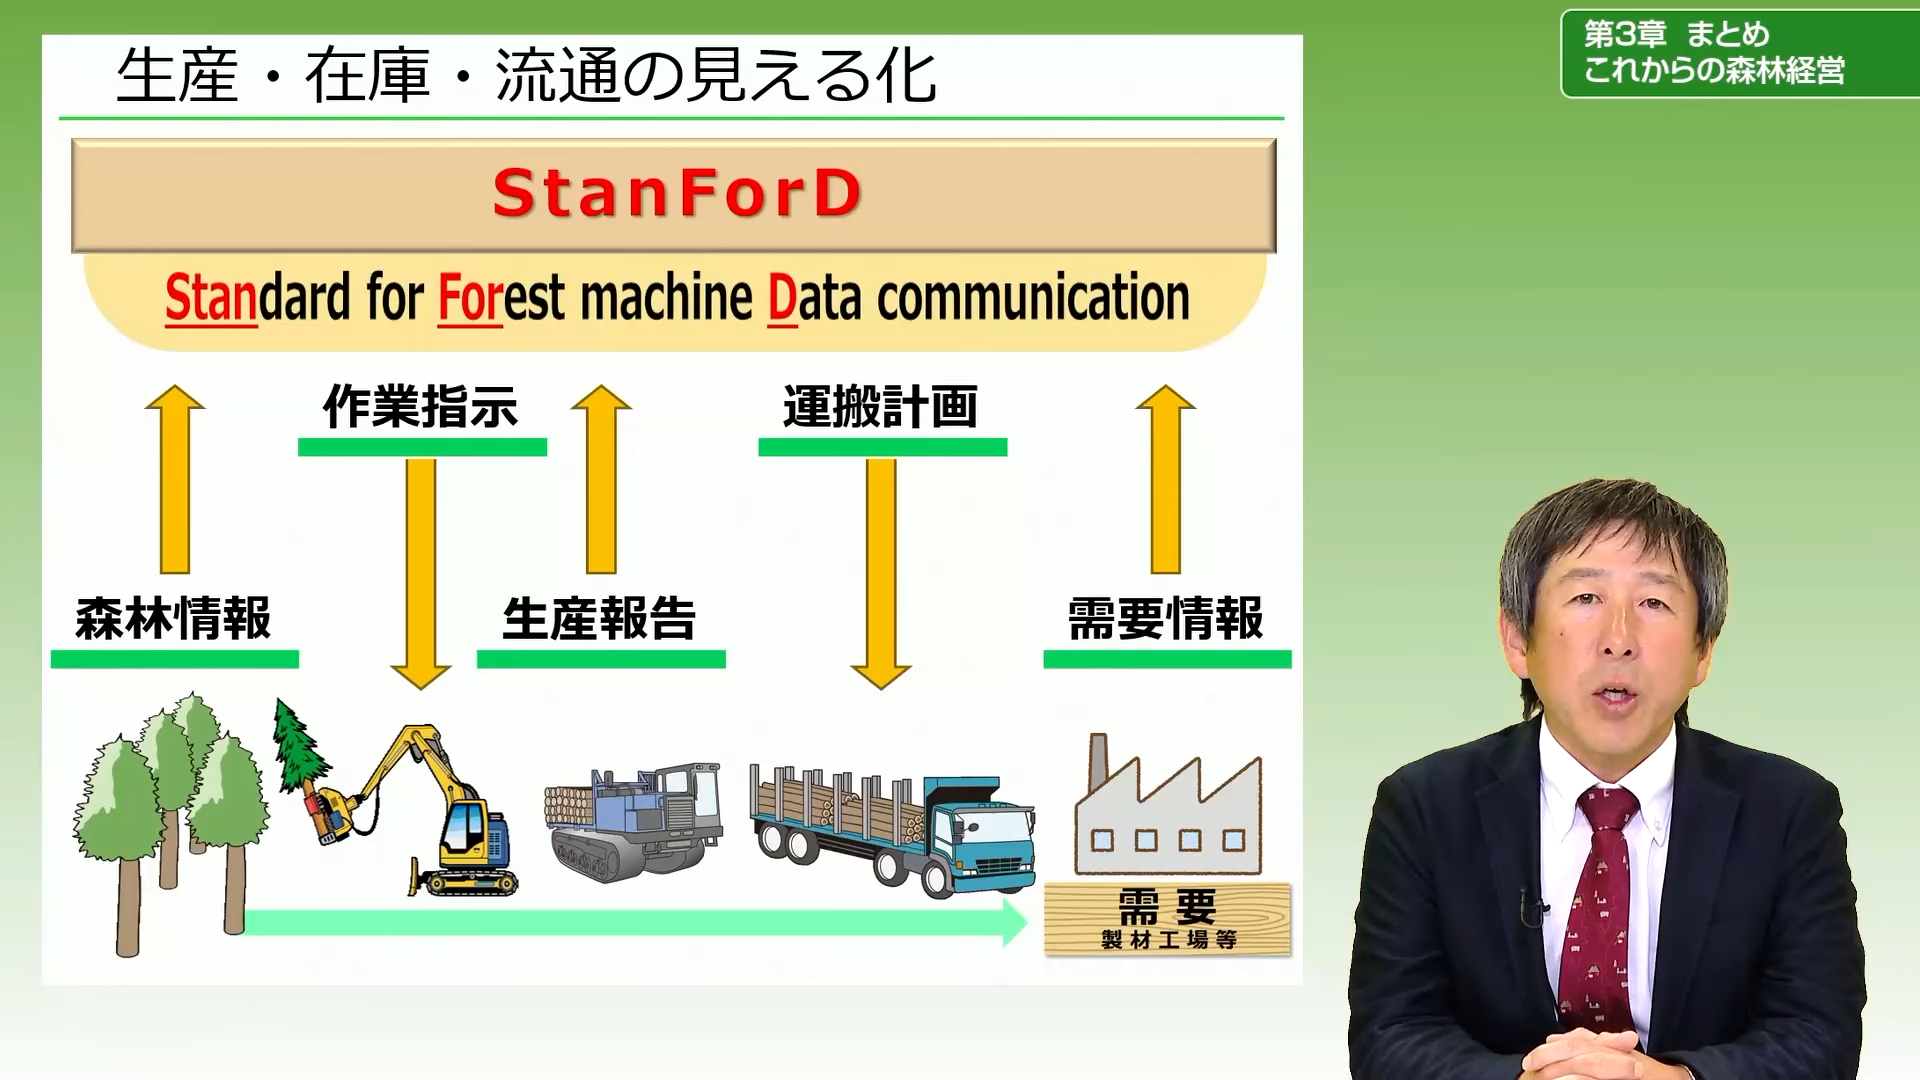 生産・在庫・流通の見える化
第3章 まとめ
これからの森林経営
StanForD
Standard for Forest machine Data communication
作業指示
運搬計画
森林情報
生産報告
需要情報
需要
製材工場等